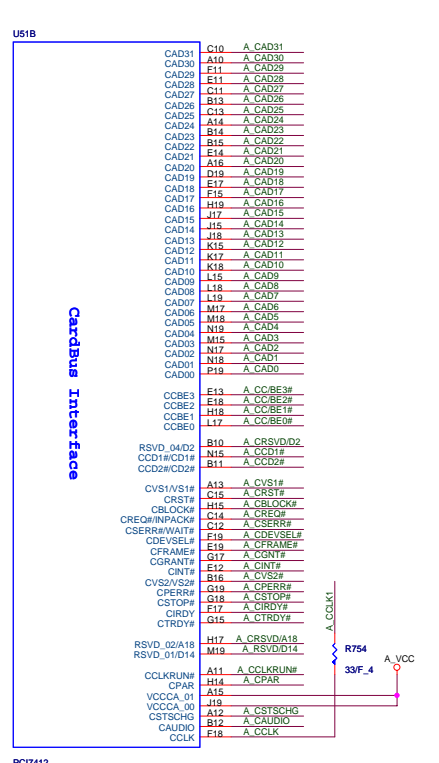 U51B
CAD31 C10 A_CAD31
CAD30 A10 A_CAD30
CAD29 F11 A_CAD29
CAD28 E11 A_CAD28
CAD27 C11 A_CAD27
CAD26 B13 A_CAD26
CAD25 C13 A_CAD25
CAD24 A14 A_CAD24
CAD23 B14 A_CAD23
CAD22 B15 A_CAD22
CAD21 E14 A_CAD21
CAD20 A16 A_CAD20
CAD19 D19 A_CAD19
CAD18 E17 A_CAD18
CAD17 F15 A_CAD17
CAD16 H19 A_CAD16
CAD15 J17 A_CAD15
CAD14 J15 A_CAD14
CAD13 J18 A_CAD13
CAD12 K15 A_CAD12
CAD11 K17 A_CAD11
CAD10 K18 A_CAD10
CAD09 L15 A_CAD9
CAD08 L18 A_CAD8
CAD07 L19 A_CAD7
CAD06 M17 A_CAD6
CAD05 M18 A_CAD5
CAD04 N19 A_CAD4
CAD03 M15 A_CAD3
CAD02 N17 A_CAD2
CAD01 N18 A_CAD1
CAD00 P19 A_CAD0
CardBus Interface
CCBE3 E13 A_CC/BE3#
CCBE2 E18 A_CC/BE2#
CCBE1 H18 A_CC/BE1#
CCBE0 L17 A_CC/BE0#
RSVD_04/D2 B10 A_CRSVD/D2
CCD1#/CD1# N15 A_CCD1#
CCD2#/CD2# B11 A_CCD2#
CVS1/VS1# A13 A_CVS1#
CRST# C15 A_CRST#
CBLOCK# H15 A_CBLOCK#
CREQ#/INPACK# C14 A_CREQ#
CSERR#/WAIT# C12 A_CSERR#
CDEVSEL# F19 A_CDEVSEL#
CFRAME# E19 A_CFRAME#
CGRANT# G17 A_CGNT#
CINT# E12 A_CINT#
CVS2/VS2# B16 A_CVS2#
CPERR# G19 A_CPERR#
CSTOP# G18 A_CSTOP#
CIRDY F17 A_CIRDY#
CTRDY# G15 A_CTRDY#
A_CCLK1
RSVD_02/A18 H17 A_CRSVD/A18
RSVD_01/D14 M19 A_RSVD/D14
R754
33/F_4
A_VCC
CCLKRUN# A11 A_CCLKRUN#
CPAR H14 A_CPAR
VCCCA_01 A15
VCCCA_00 J19
CSTSCHG A12 A_CSTSCHG
CAUDIO B12 A_CAUDIO
CCLK F18 A_CCLK
PCI7412